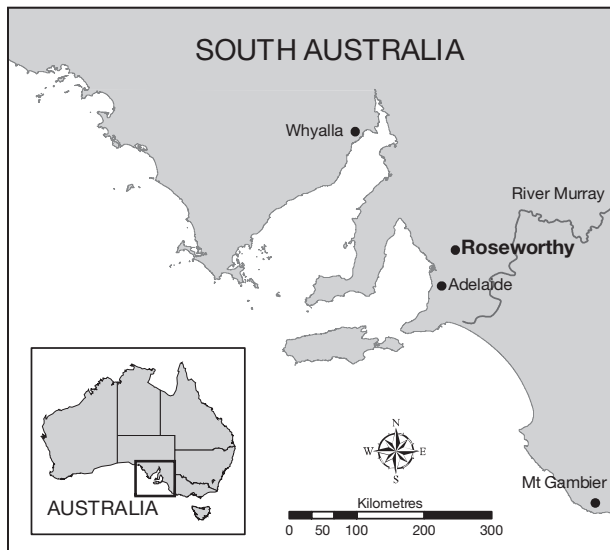 SOUTH AUSTRALIA
Whyalla
River Murray
Roseworthy
Adelaide
N
W E
S
AUSTRALIA
Mt Gambier
Kilometres
0 50 100 200 300